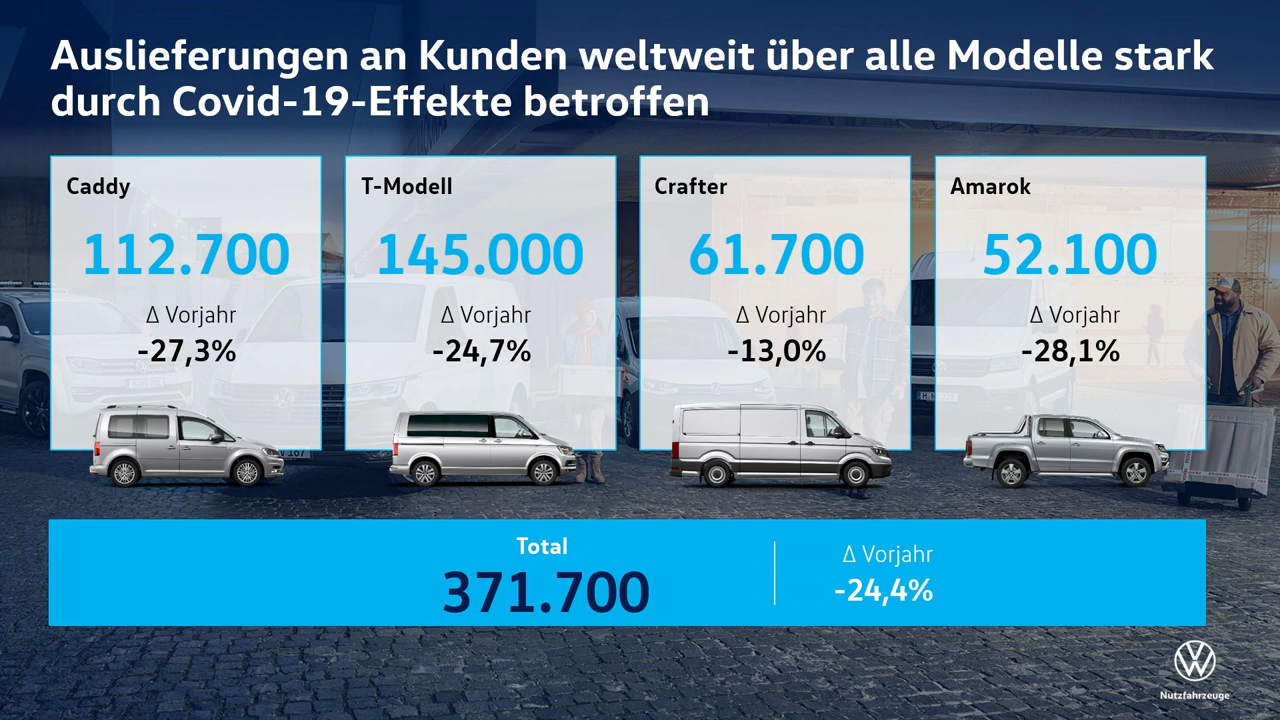 Auslieferungen an Kunden weltweit über alle Modelle stark
durch Covid-19-Effekte betroffen
Caddy
112.700
Δ Vorjahr
-27,3%
T-Modell
145.000
Δ Vorjahr
-24,7%
Crafter
61.700
Δ Vorjahr
-13,0%
Amarok
52.100
Δ Vorjahr
-28,1%
Total
371.700
Δ Vorjahr
-24,4%
Nutzfahrzeuge